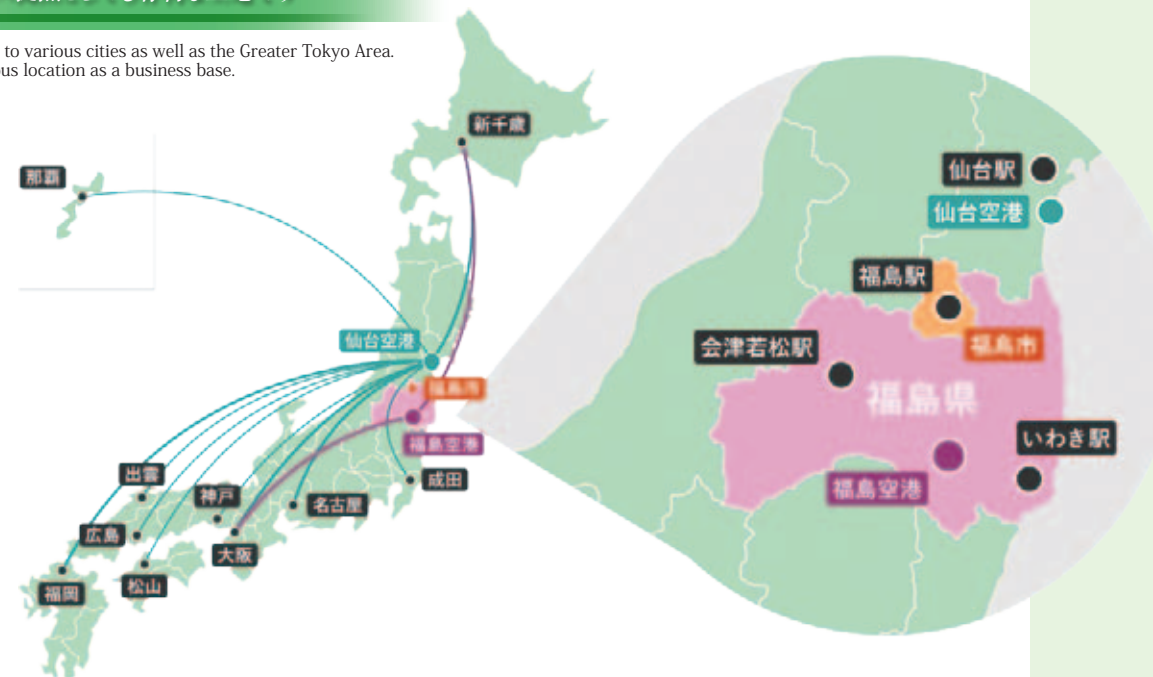 to various cities as well as the Greater Tokyo Area.
location as a business base.
新千歳
那覇
仙台空港
福島市
福島空港
成田
出雲
神戸
名古屋
広島
大阪
松山
福岡
仙台駅
仙台空港
福島駅
福島市
会津若松駅
福島県
いわき駅
福島空港